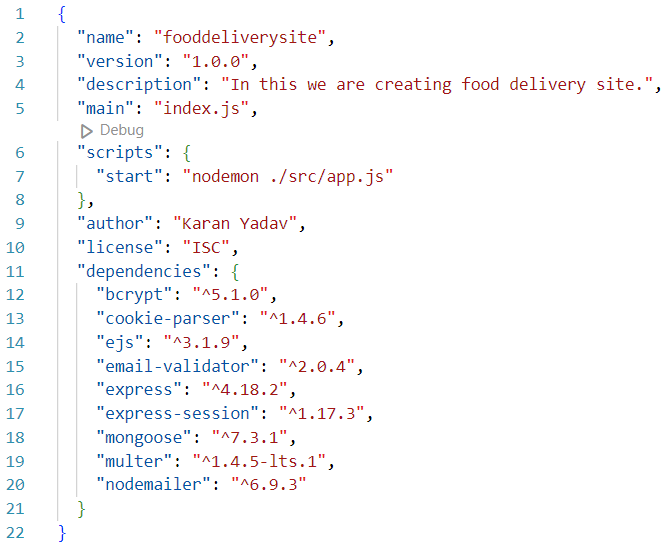 1 {
2 "name": "fooddeliverysite",
3 "version": "1.0.0",
4 "description": "In this we are creating food delivery site.",
5 "main": "index.js",
Debug
6 "scripts": {
7 "start": "nodemon ./src/app.js"
8 },
9 "author": "Karan Yadav",
10 "license": "ISC",
11 "dependencies": {
12 "bcrypt": "^5.1.0",
13 "cookie-parser": "^1.4.6",
14 "ejs": "^3.1.9",
15 "email-validator": "^2.0.4",
16 "express": "^4.18.2",
17 "express-session": "^1.17.3",
18 "mongoose": "^7.3.1",
19 "multer": "^1.4.5-lts.1",
20 "nodemailer": "^6.9.3"
21 }
22 }